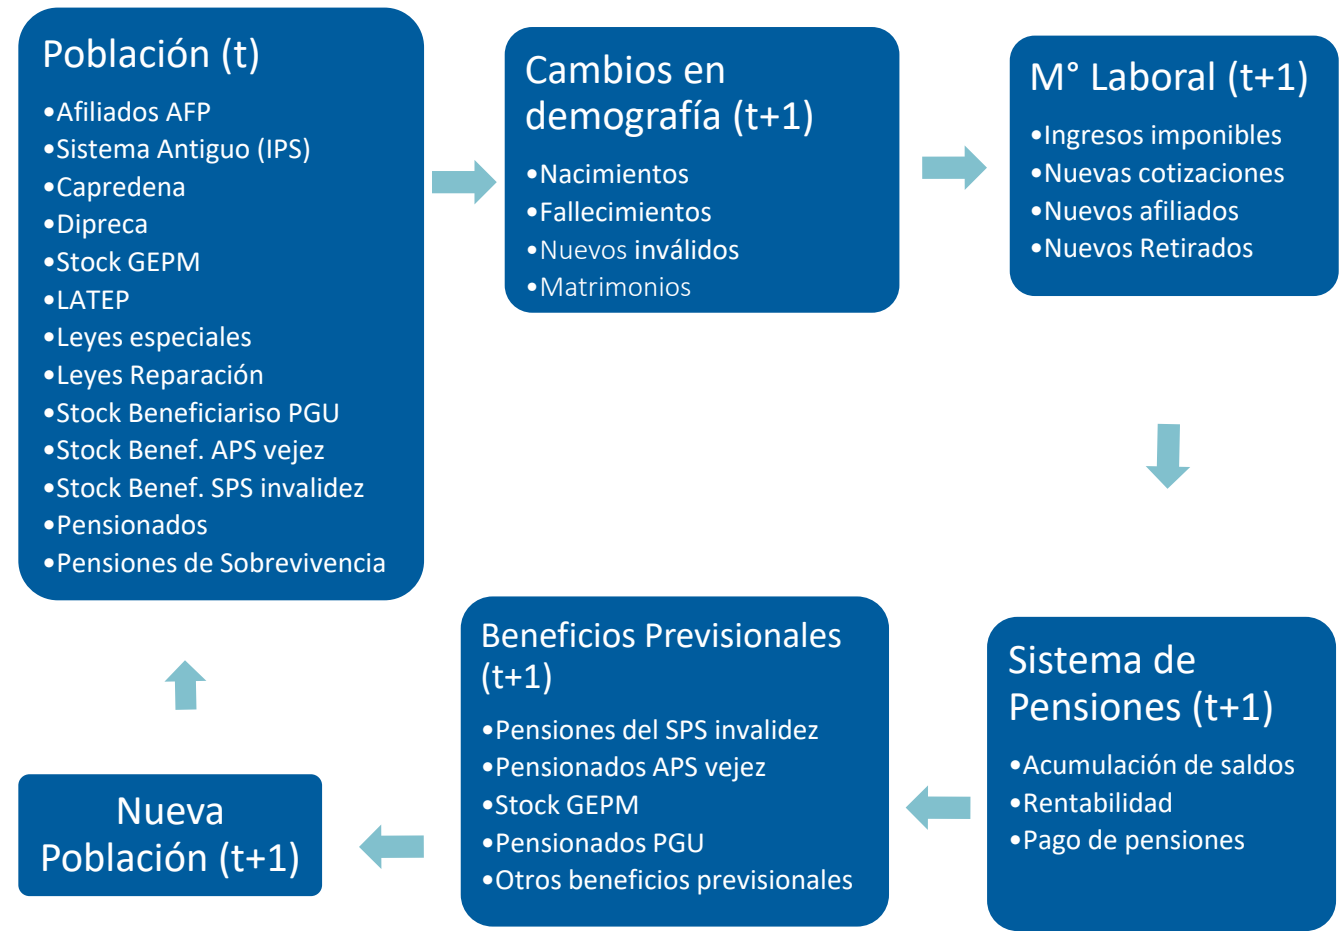 Población (t)
•Afiliados AFP
•Sistema Antiguo (IPS)
•Capredena
•Dipreca
•Stock GEPM
•LATEP
•Leyes especiales
•Leyes Reparación
•Stock Beneficiariso PGU
•Stock Benef. APS vejez
•Stock Benef. SPS invalidez
•Pensionados
•Pensiones de Sobrevivencia
Cambios en
demografía (t+1)
•Nacimientos
•Fallecimientos
•Nuevos inválidos
•Matrimonios
M° Laboral (t+1)
•Ingresos imponibles
•Nuevas cotizaciones
•Nuevos afiliados
•Nuevos Retirados
Sistema de
Pensiones (t+1)
•Acumulación de saldos
•Rentabilidad
•Pago de pensiones
Beneficios Previsionales
(t+1)
•Pensiones del SPS invalidez
•Pensionados APS vejez
•Stock GEPM
•Pensionados PGU
•Otros beneficios previsionales
Nueva
Población (t+1)